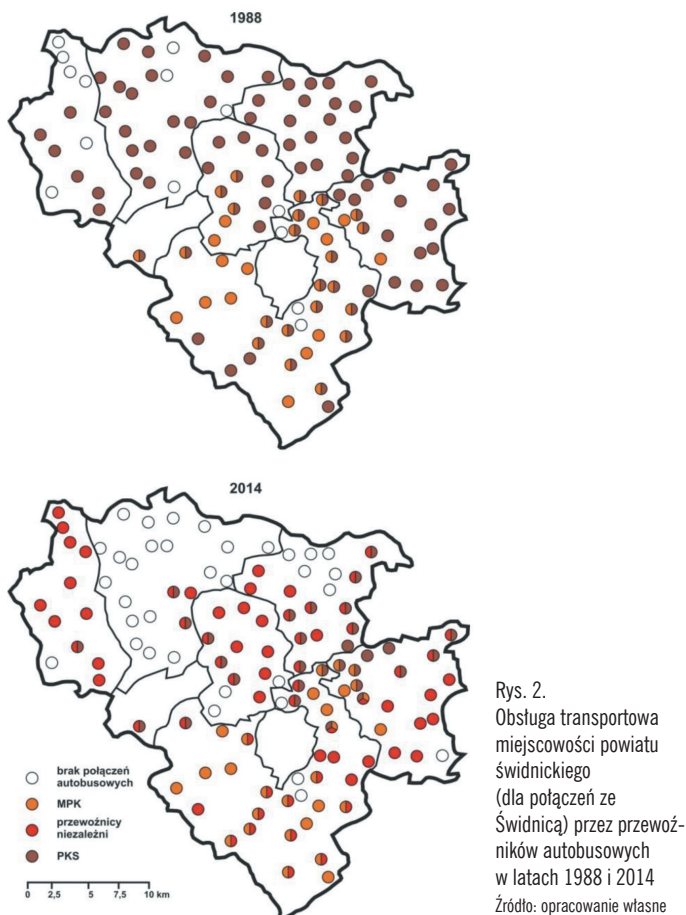 1988
2014
brak połączeń
autobusowych
MPK
przewoźnicy
niezależni
PKS
0 2,5 5 7,5 10 km
Rys. 2.
Obsługa transportowa
miejscowości powiatu
świdnickiego
(dla połączeń ze
Świdnicą) przez przewoź-
ników autobusowych
w latach 1988 i 2014
Źródło: opracowanie własne